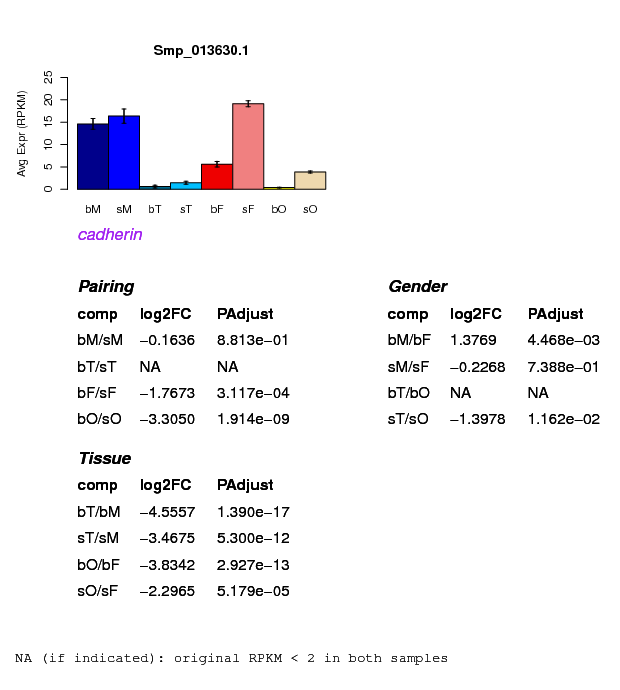 Smp_013630.1
Avg Expr (RPKM)
25
20
15
10
5
0
bM sM bT sT bF sF bO sO
cadherin
Pairing
comp log2FC PAdjust
bM/sM −0.1636 8.813e−01
bT/sT NA NA
bF/sF −1.7673 3.117e−04
bO/sO −3.3050 1.914e−09
Gender
comp log2FC PAdjust
bM/bF 1.3769 4.468e−03
sM/sF −0.2268 7.388e−01
bT/bO NA NA
sT/sO −1.3978 1.162e−02
Tissue
comp log2FC PAdjust
bT/bM −4.5557 1.390e−17
sT/sM −3.4675 5.300e−12
bO/bF −3.8342 2.927e−13
sO/sF −2.2965 5.179e−05
NA (if indicated): original RPKM < 2 in both samples